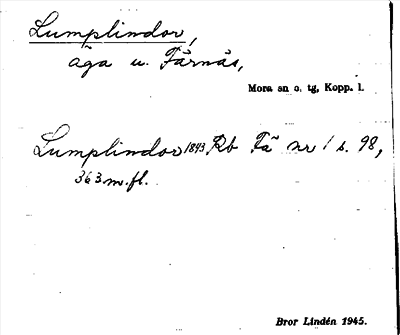 Lumplindor,
äga u. Färnäs,
Mora sn o. tg, Kopp. l.
Lumplindor 1843 Rb Fä nr 1 s. 98,
363 m.fl.
Bror Lindén 1945.